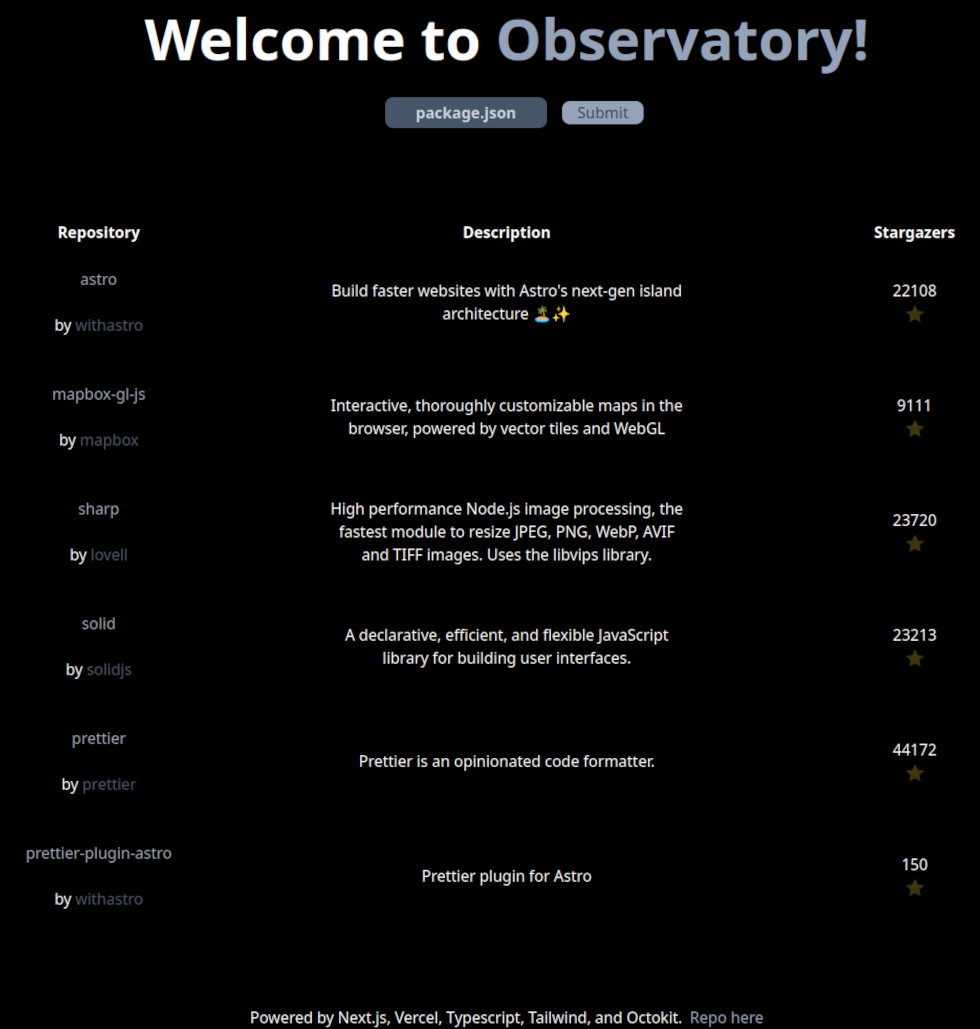 Welcome to Observatory!
package.json Submit
Repository Description Stargazers
astro
by withastro
Build faster websites with Astro's next-gen island
architecture 🏝️✨
22108
mapbox-gl-js
by mapbox
Interactive, thoroughly customizable maps in the
browser, powered by vector tiles and WebGL
9111
sharp
by lovell
High performance Node.js image processing, the
fastest module to resize JPEG, PNG, WebP, AVIF
and TIFF images. Uses the libvips library.
23720
solid
by solidjs
A declarative, efficient, and flexible JavaScript
library for building user interfaces.
23213
prettier
by prettier
Prettier is an opinionated code formatter.
44172
prettier-plugin-astro
by withastro
Prettier plugin for Astro
150
Powered by Next.js, Vercel, Typescript, Tailwind, and Octokit. Repo here